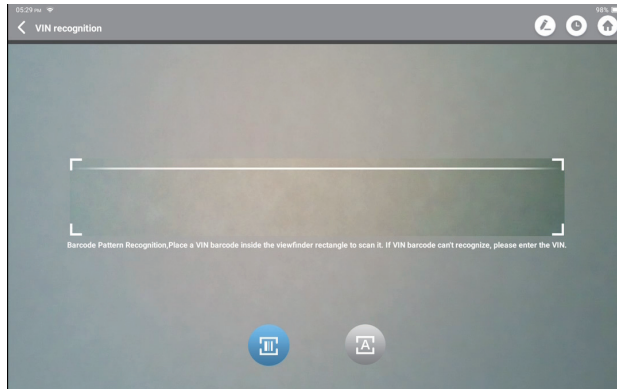 05:29 PM
98%
VIN recognition
Barcode Pattern Recognition,Place a VIN barcode inside the viewfinder rectangle to scan it. If VIN barcode can't recognize, please enter the VIN.
A